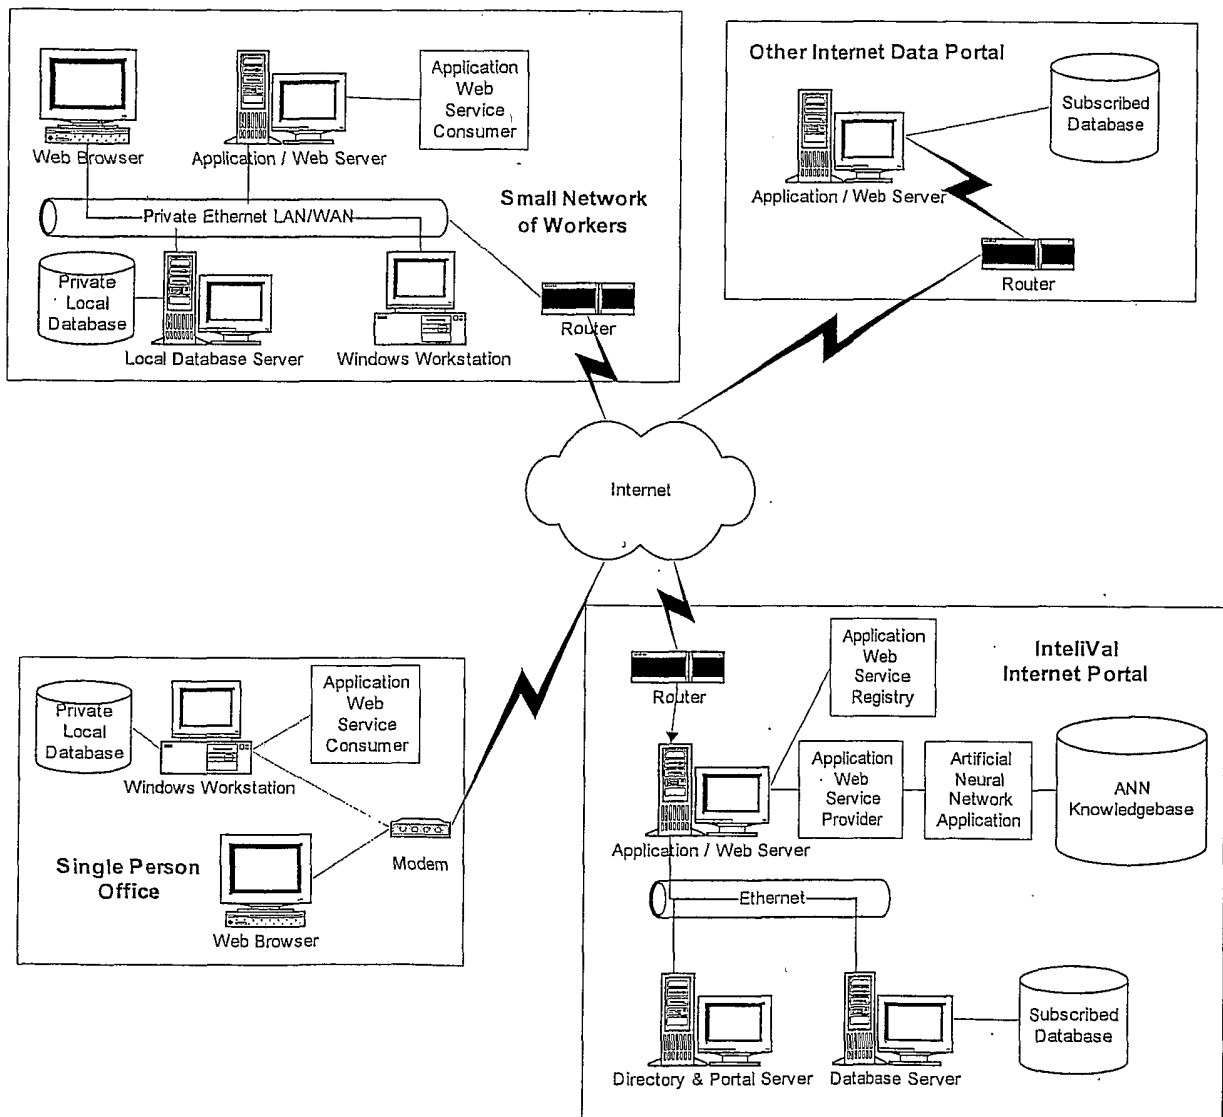 Other Internet Data Portal
Application
Web
Service
Consumer
Subscribed
Database
Web Browser
Application / Web Server
Application / Web Server
Small Network
of Workers
Private Ethernet LAN/WAN
Private
Local
Database
Router
Router
Local Database Server
Windows Workstation
Internet
Application
Web
Service
Registry
InteliVal
Internet Portal
Router
Private
Local
Database
Application
Web
Service
Consumer
Windows Workstation
Application
Web
Service
Provider
Artificial
Neural
Network
Application
ANN
Knowledgebase
Application / Web Server
Modem
Single Person
Office
Web Browser
Ethernet
Subscribed
Database
Directory & Portal Server
Database Server